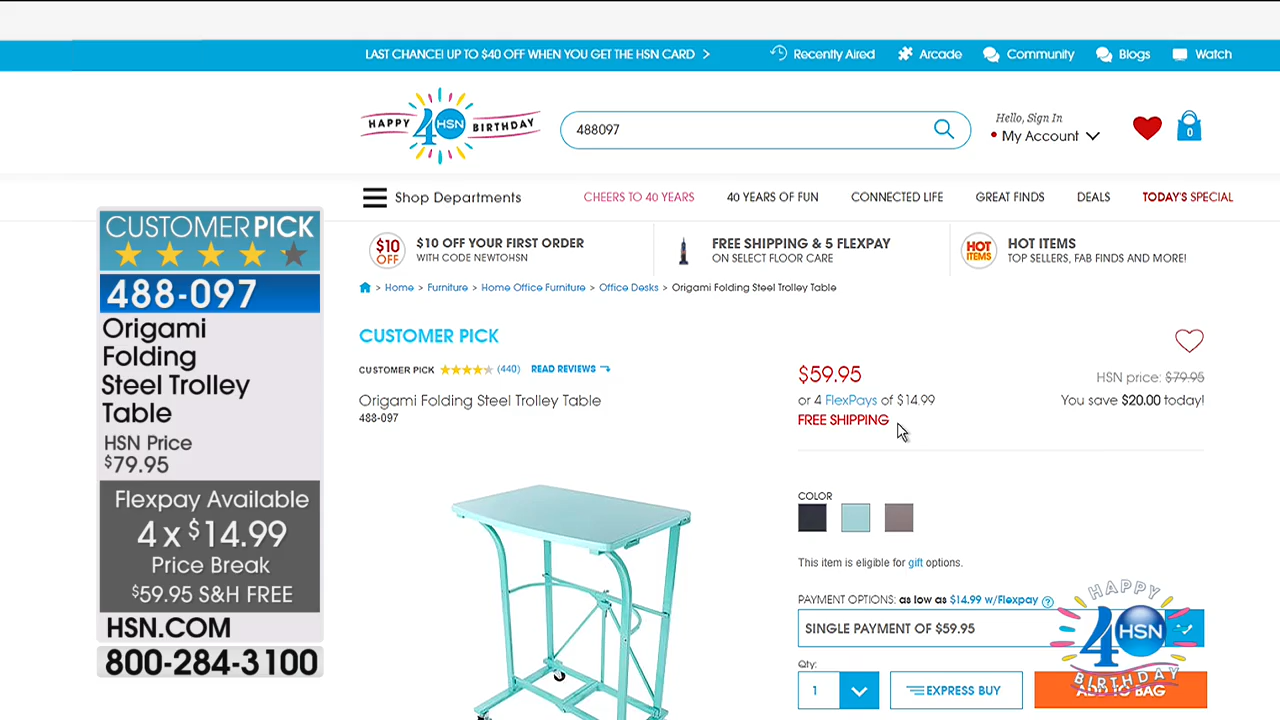 LAST CHANCE! UP TO $40 OFF WHEN YOU GET THE HSN CARD >
Recently Aired
Arcade
Community
Blogs
Watch
HAPPY 40 HSN BIRTHDAY
488097
Hello, Sign In
My Account
0
Shop Departments
CHEERS TO 40 YEARS
40 YEARS OF FUN
CONNECTED LIFE
GREAT FINDS
DEALS
TODAY'S SPECIAL
$10 OFF
$10 OFF YOUR FIRST ORDER
WITH CODE NEWTOHSN
FREE SHIPPING & 5 FLEXPAY
ON SELECT FLOOR CARE
HOT ITEMS
HOT ITEMS
TOP SELLERS, FAB FINDS AND MORE!
> Home > Furniture > Home Office Furniture > Office Desks > Origami Folding Steel Trolley Table
CUSTOMER PICK
488-097
Origami
Folding
Steel Trolley
Table
HSN Price
$79.95
Flexpay Available
4 x $14.99
Price Break
$59.95 S&H FREE
HSN.COM
800-284-3100
CUSTOMER PICK
CUSTOMER PICK (440) READ REVIEWS
Origami Folding Steel Trolley Table
488-097
$59.95
HSN price: $79.95
or 4 FlexPays of $14.99
You save $20.00 today!
FREE SHIPPING
COLOR
This item is eligible for gift options.
PAYMENT OPTIONS: as low as $14.99 w/Flexpay ?
SINGLE PAYMENT OF $59.95
Qty:
1
EXPRESS BUY
ADD TO BAG
HAPPY
40 HSN
BIRTHDAY